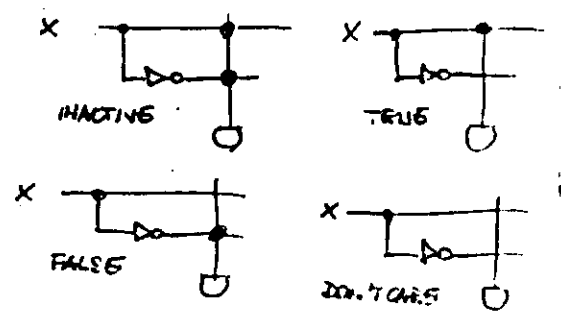 X
X
INACTIVE
TRUE
X
X
FALSE
DON'T CARE